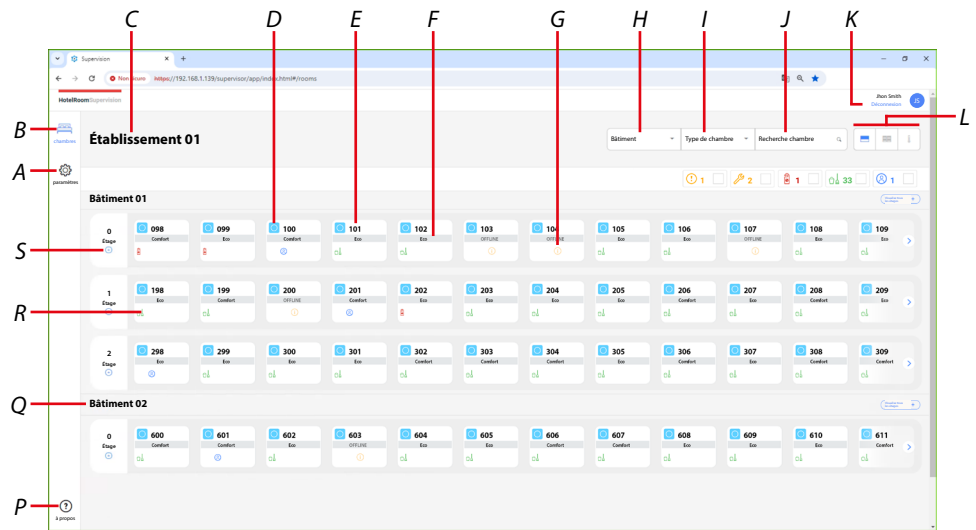 C D E F G H I J K
Supervision
Non sécuro https://192.168.1.139/supervisor/app/index.html#/rooms
HotelRoomSupervision
Jhon Smith
Déconnexion
JS
L
B
chambres
Établissement 01
Bâtiment Type de chambre Recherche chambre
A
paramètres
1 2 1 33 1
Bâtiment 01
0 098 099 100 101 102 103 104 105 106 107 108 109
Étage Comfort Eco Comfort Eco Eco OFFLINE OFFLINE Eco Eco OFFLINE Eco Eco
S
1 198 199 200 201 202 203 204 205 206 207 208 209
Étage Eco Comfort OFFLINE Comfort Eco Eco Eco Eco Comfort Eco Comfort Eco
R
2 298 299 300 301 302 303 304 305 306 307 308 309
Étage Eco Eco Eco Eco Comfort Comfort Comfort Eco Comfort Eco Comfort Comfort
Q
Bâtiment 02
0 600 601 602 603 604 605 606 607 608 609 610 611
Étage Comfort Comfort Eco OFFLINE Eco Eco Comfort Comfort Eco Eco Eco Comfort
P
à propos